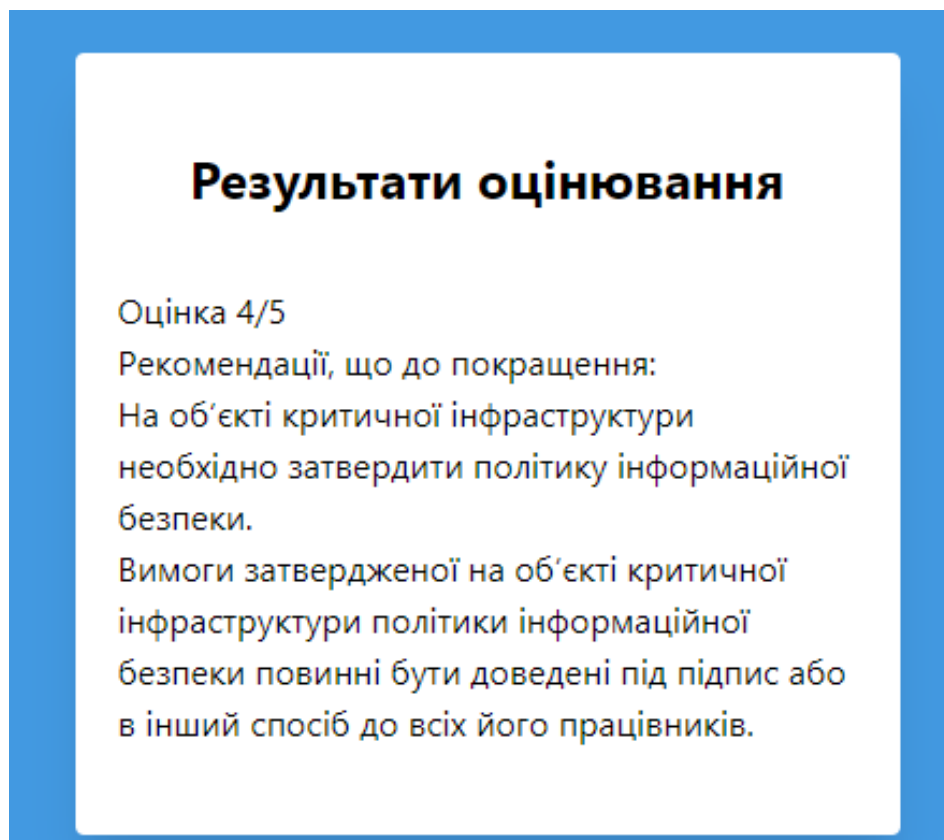 Результати оцінювання
Оцінка 4/5
Рекомендації, що до покращення:
На об’єкті критичної інфраструктури
необхідно затвердити політику інформаційної
безпеки.
Вимоги затвердженої на об’єкті критичної
інфраструктури політики інформаційної
безпеки повинні бути доведені під підпис або
в інший спосіб до всіх його працівників.